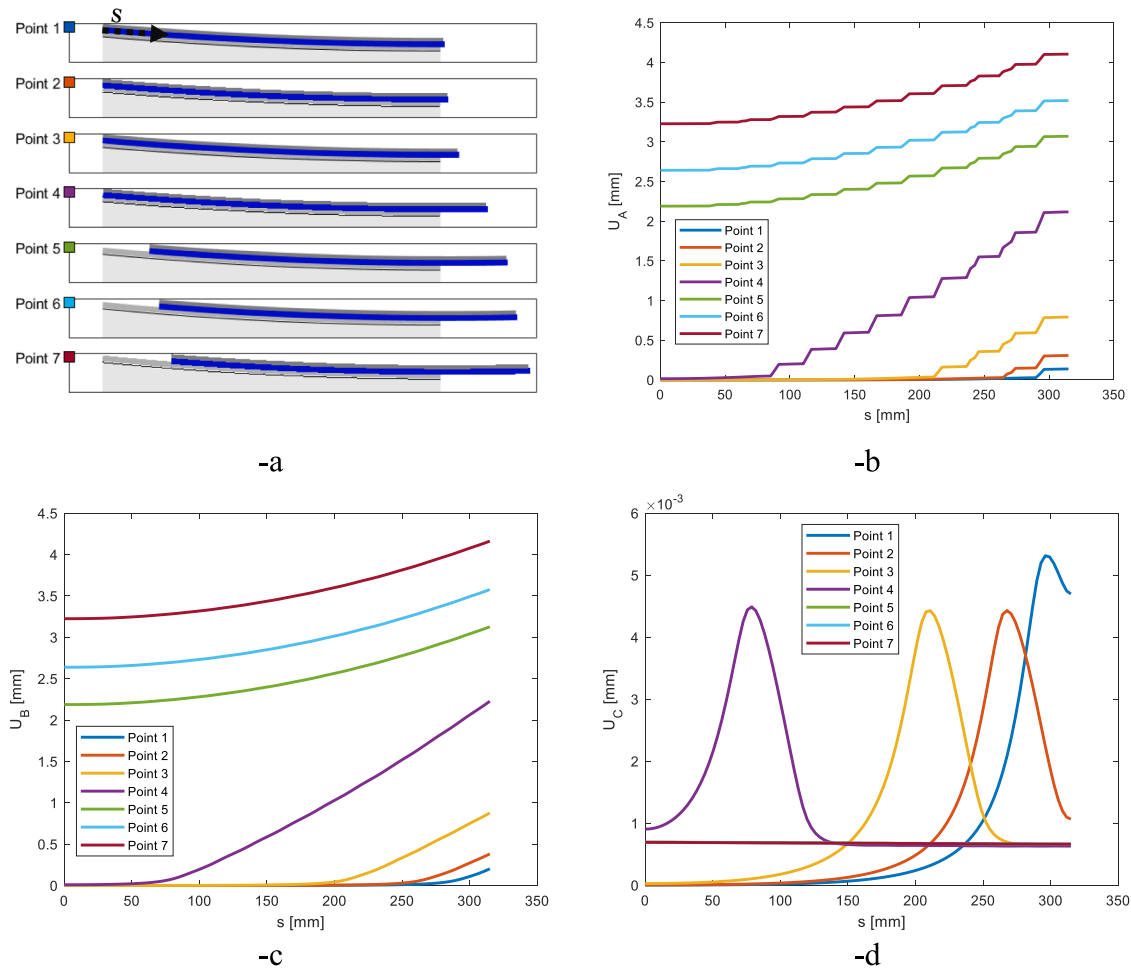 s
Point 1
Point 2
Point 3
Point 4
Point 5
Point 6
Point 7
-a
4.5
4
3.5
3
2.5
2
1.5
1
0.5
0
U_A [mm]
Point 1
Point 2
Point 3
Point 4
Point 5
Point 6
Point 7
0 50 100 150 200 250 300 350
s [mm]
-b
4.5
4
3.5
3
2.5
2
1.5
1
0.5
0
U_B [mm]
Point 1
Point 2
Point 3
Point 4
Point 5
Point 6
Point 7
0 50 100 150 200 250 300 350
s [mm]
-c
×10^-3
6
5
4
3
2
1
0
U_C [mm]
Point 1
Point 2
Point 3
Point 4
Point 5
Point 6
Point 7
0 50 100 150 200 250 300 350
s [mm]
-d